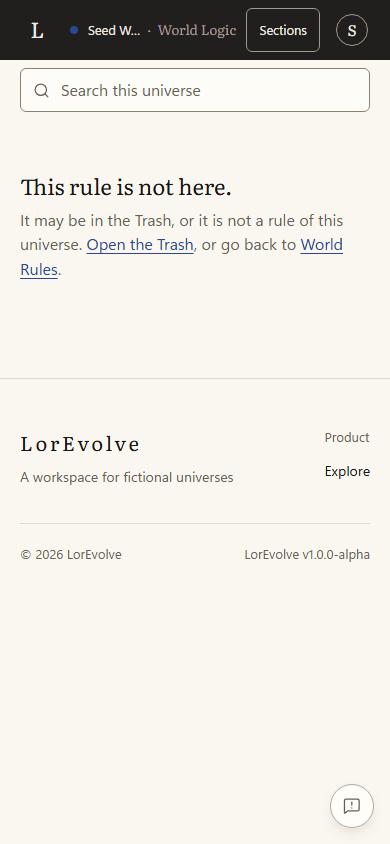 L
Seed W... · World Logic
Sections
S
Search this universe
This rule is not here.
It may be in the Trash, or it is not a rule of this
universe. Open the Trash, or go back to World
Rules.
LorEvolve
A workspace for fictional universes
Product
Explore
© 2026 LorEvolve
LorEvolve v1.0.0-alpha